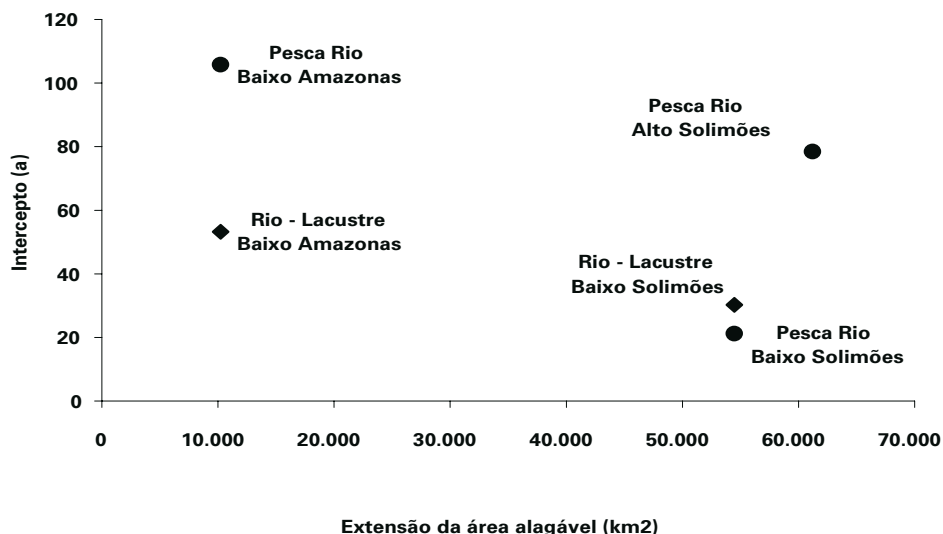 120
100
80
60
40
20
0
Intercepto (a)
Pesca Rio
Baixo Amazonas
Pesca Rio
Alto Solimões
Rio - Lacustre
Baixo Amazonas
Rio - Lacustre
Baixo Solimões
Pesca Rio
Baixo Solimões
0 10.000 20.000 30.000 40.000 50.000 60.000 70.000
Extensão da área alagável (km2)